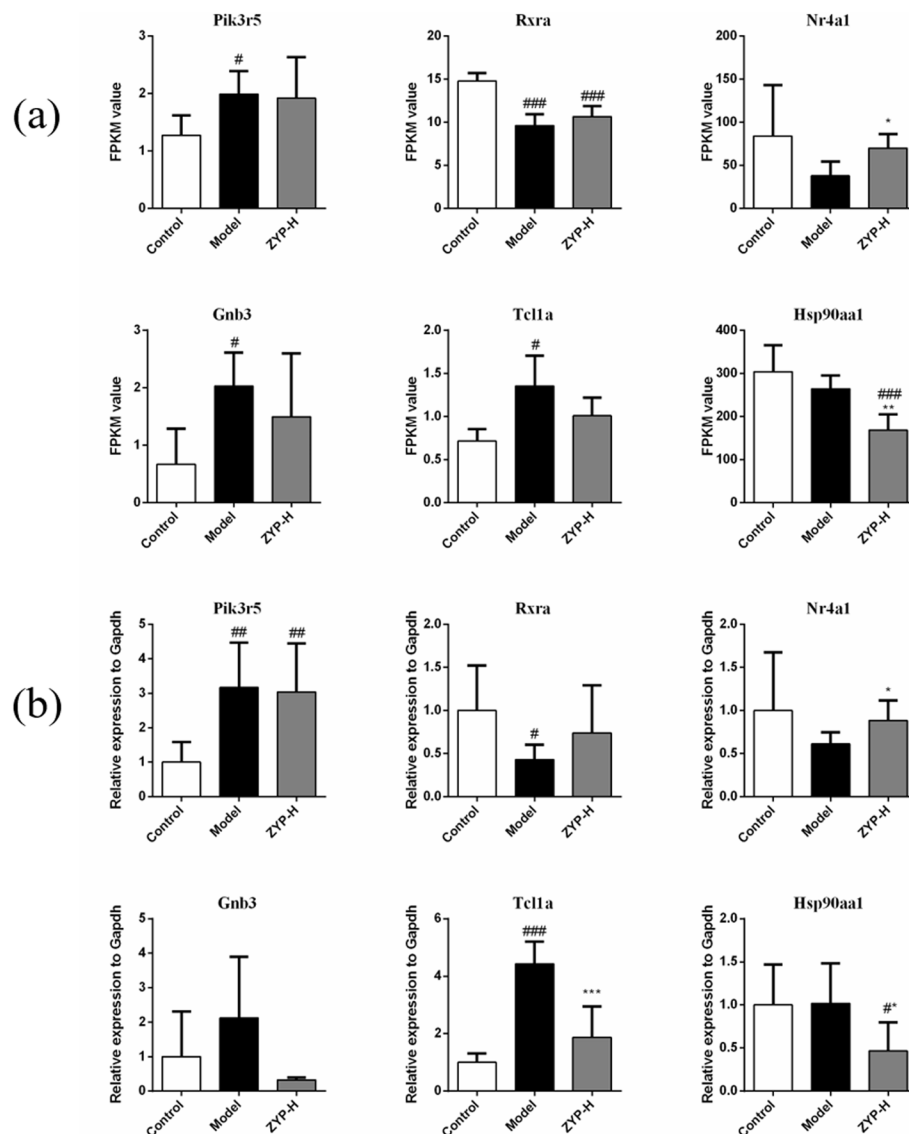 (a)
Pik3r5
FPKM value
3
2
1
0
#
Control
Model
ZYP-H
Rxra
FPKM value
20
15
10
5
0
###
###
Control
Model
ZYP-H
Nr4a1
FPKM value
200
150
100
50
0
*
Control
Model
ZYP-H
Gnb3
FPKM value
3
2
1
0
#
Control
Model
ZYP-H
Tcl1a
FPKM value
2.0
1.5
1.0
0.5
0.0
#
Control
Model
ZYP-H
Hsp90aa1
FPKM value
400
300
200
100
0
###
**
Control
Model
ZYP-H
(b)
Pik3r5
Relative expression to Gapdh
5
4
3
2
1
0
##
##
Control
Model
ZYP-H
Rxra
Relative expression to Gapdh
2.0
1.5
1.0
0.5
0.0
#
Control
Model
ZYP-H
Nr4a1
Relative expression to Gapdh
2.0
1.5
1.0
0.5
0.0
*
Control
Model
ZYP-H
Gnb3
Relative expression to Gapdh
5
4
3
2
1
0
Control
Model
ZYP-H
Tcl1a
Relative expression to Gapdh
6
4
2
0
###
***
Control
Model
ZYP-H
Hsp90aa1
Relative expression to Gapdh
2.0
1.5
1.0
0.5
0.0
#*
Control
Model
ZYP-H